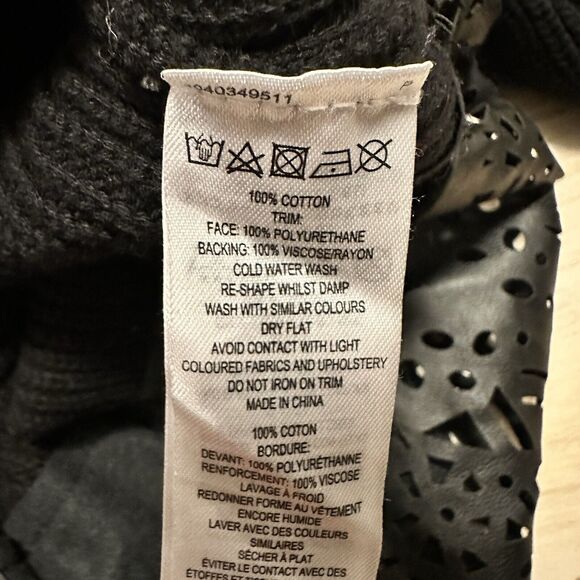 940349511
P
100% COTTON
TRIM:
FACE: 100% POLYURETHANE
BACKING: 100% VISCOSE/RAYON
COLD WATER WASH
RE-SHAPE WHILST DAMP
WASH WITH SIMILAR COLOURS
DRY FLAT
AVOID CONTACT WITH LIGHT
COLOURED FABRICS AND UPHOLSTERY
DO NOT IRON ON TRIM
MADE IN CHINA
100% COTON
BORDURE:
DEVANT: 100% POLYURÉTHANNE
RENFORCEMENT: 100% VISCOSE
LAVAGE À FROID
REDONNER FORME AU VÊTEMENT
ENCORE HUMIDE
LAVER AVEC DES COULEURS
SIMILAIRES
SÉCHER À PLAT
ÉVITER LE CONTACT AVEC DES
ÉTOFFES ET